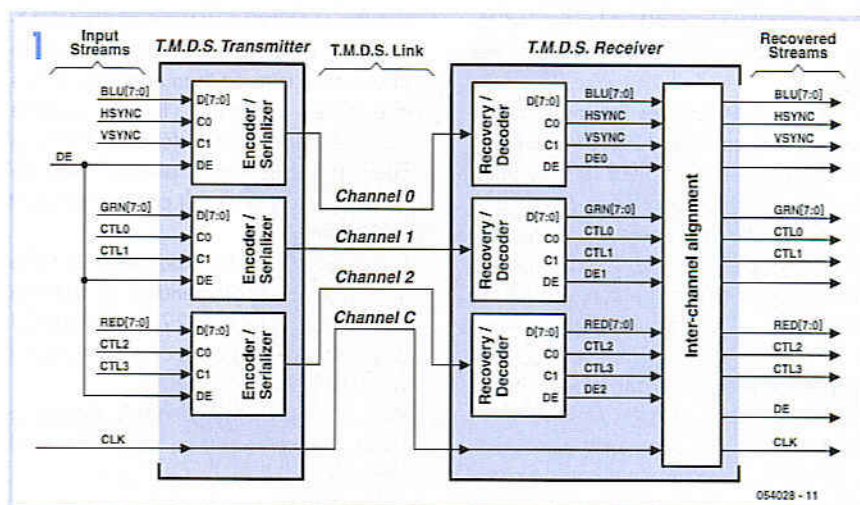 1
Input
Streams
T.M.D.S. Transmitter
T.M.D.S. Link
T.M.D.S. Receiver
Recovered
Streams
BLU[7:0]
HSYNC
VSYNC
DE
D[7:0]
C0
C1
DE
Encoder /
Serializer
GRN[7:0]
CTL0
CTL1
D[7:0]
C0
C1
DE
Encoder /
Serializer
RED[7:0]
CTL2
CTL3
D[7:0]
C0
C1
DE
Encoder /
Serializer
CLK
Channel 0
Channel 1
Channel 2
Channel C
Recovery /
Decoder
D[7:0]
C0
C1
DE
BLU[7:0]
HSYNC
VSYNC
DE0
Recovery /
Decoder
D[7:0]
C0
C1
DE
GRN[7:0]
CTL0
CTL1
DE1
Recovery /
Decoder
D[7:0]
C0
C1
DE
RED[7:0]
CTL2
CTL3
DE2
Inter-channel alignment
BLU[7:0]
HSYNC
VSYNC
GRN[7:0]
CTL0
CTL1
RED[7:0]
CTL2
CTL3
DE
CLK
054028 - 11